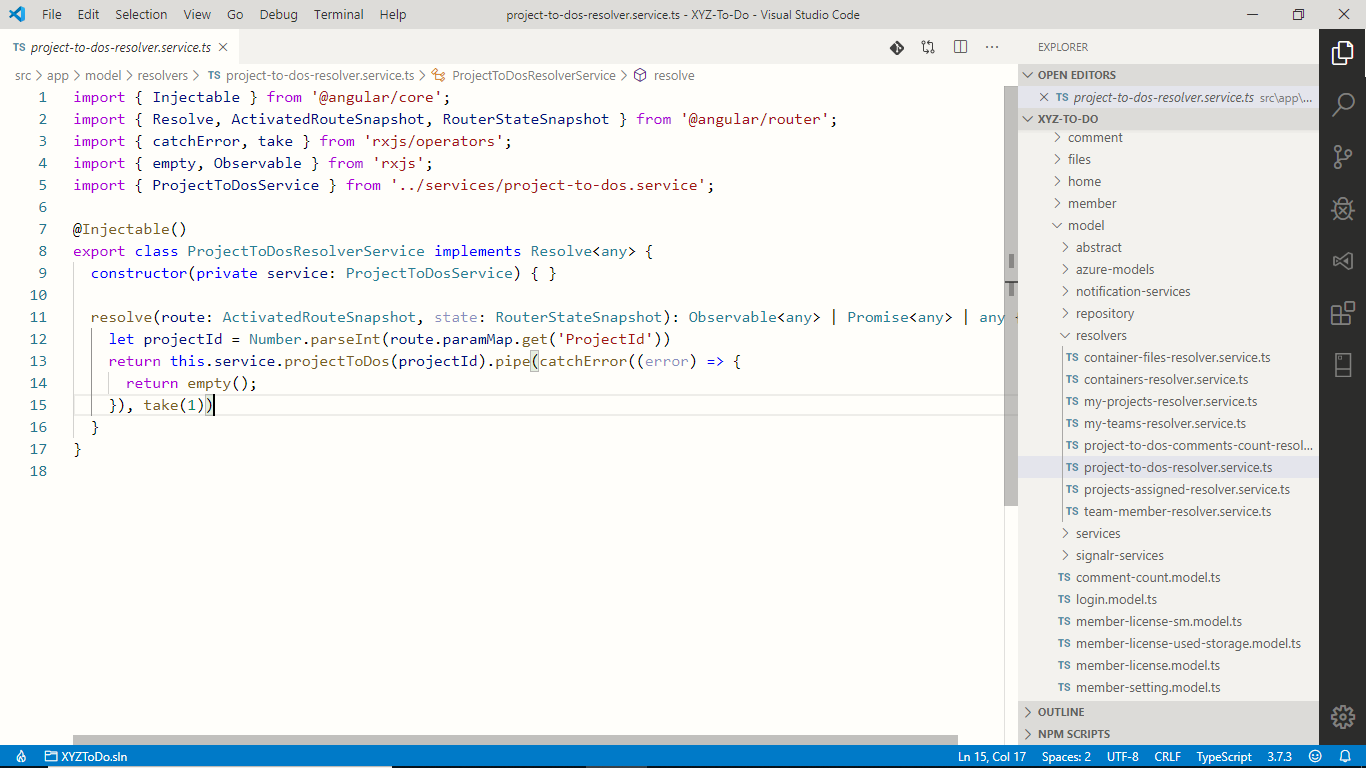 File Edit Selection View Go Debug Terminal Help project-to-dos-resolver.service.ts - XYZ-To-Do - Visual Studio Code
TS project-to-dos-resolver.service.ts
src > app > model > resolvers > TS project-to-dos-resolver.service.ts > ProjectToDosResolverService > resolve
1 import { Injectable } from '@angular/core';
2 import { Resolve, ActivatedRouteSnapshot, RouterStateSnapshot } from '@angular/router';
3 import { catchError, take } from 'rxjs/operators';
4 import { empty, Observable } from 'rxjs';
5 import { ProjectToDosService } from '../services/project-to-dos.service';
6
7 @Injectable()
8 export class ProjectToDosResolverService implements Resolve<any> {
9   constructor(private service: ProjectToDosService) { }
10
11   resolve(route: ActivatedRouteSnapshot, state: RouterStateSnapshot): Observable<any> | Promise<any> | any
12     let projectId = Number.parseInt(route.paramMap.get('ProjectId'))
13     return this.service.projectToDos(projectId).pipe(catchError((error) => {
14       return empty();
15     }), take(1))
16   }
17 }
18
EXPLORER
OPEN EDITORS
TS project-to-dos-resolver.service.ts src\app\...
XYZ-TO-DO
comment
files
home
member
model
abstract
azure-models
notification-services
repository
resolvers
TS container-files-resolver.service.ts
TS containers-resolver.service.ts
TS my-projects-resolver.service.ts
TS my-teams-resolver.service.ts
TS project-to-dos-comments-count-resol...
TS project-to-dos-resolver.service.ts
TS projects-assigned-resolver.service.ts
TS team-member-resolver.service.ts
services
signalr-services
TS comment-count.model.ts
TS login.model.ts
TS member-license-sm.model.ts
TS member-license-used-storage.model.ts
TS member-license.model.ts
TS member-setting.model.ts
OUTLINE
NPM SCRIPTS
XYZToDo.sln Ln 15, Col 17 Spaces: 2 UTF-8 CRLF TypeScript 3.7.3